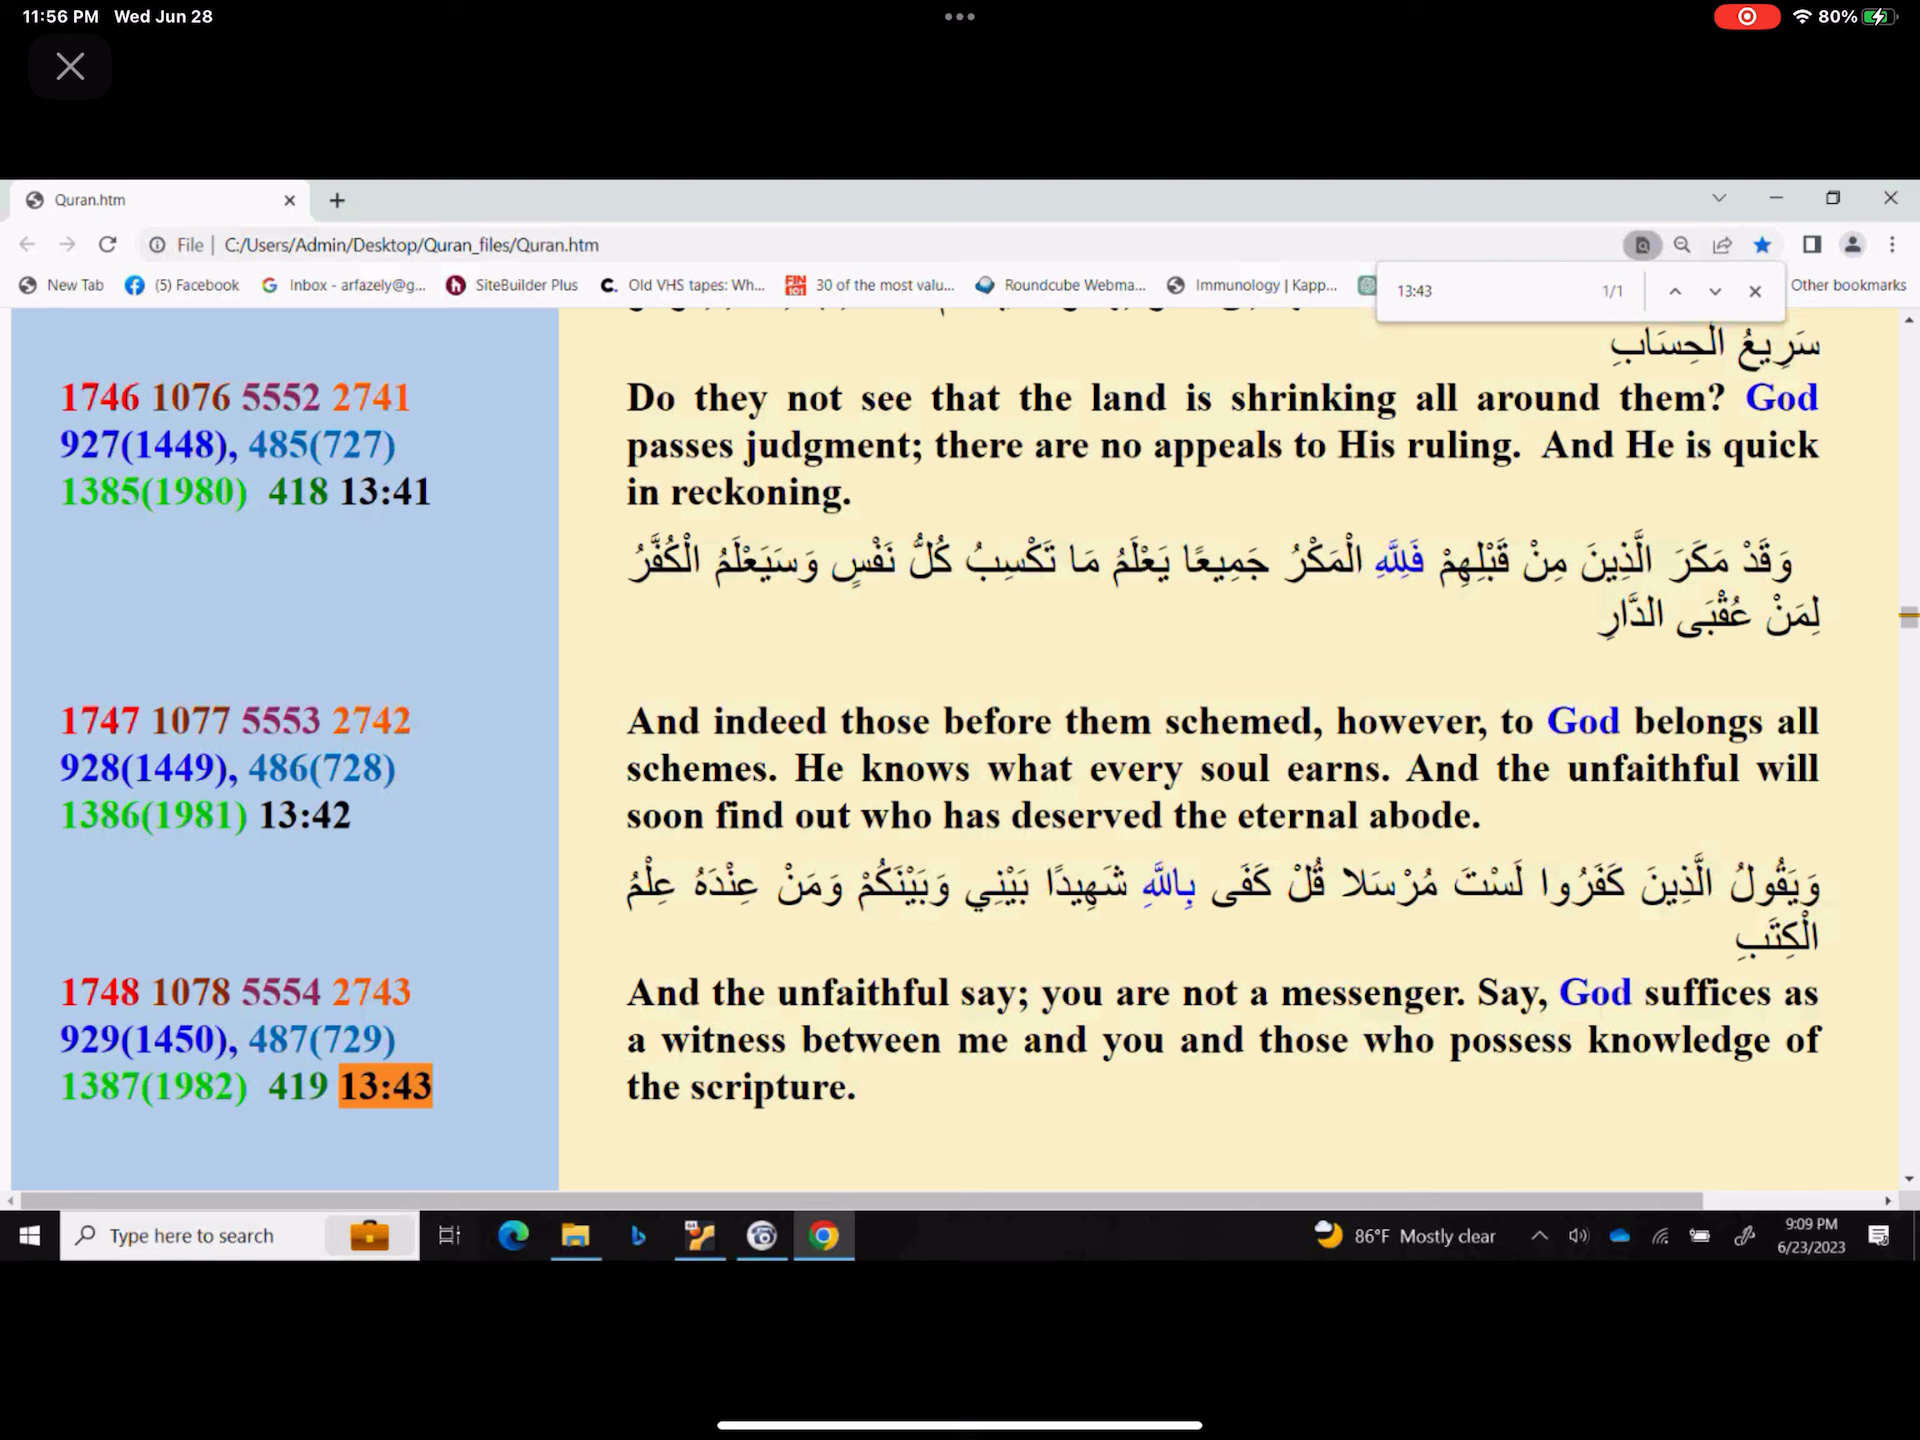 11:56 PM Wed Jun 28
80%
Quran.htm
File | C:/Users/Admin/Desktop/Quran_files/Quran.htm
New Tab (5) Facebook Inbox - arfazely@g... SiteBuilder Plus Old VHS tapes: Wh... FIN 101 30 of the most valu... Roundcube Webma... Immunology | Kapp... Other bookmarks
13:43 1/1
سَرِيعُ الْحِسَابِ
1746 1076 5552 2741
927(1448), 485(727)
1385(1980) 418 13:41
Do they not see that the land is shrinking all around them? God
passes judgment; there are no appeals to His ruling. And He is quick
in reckoning.
وَقَدْ مَكَرَ الَّذِينَ مِنْ قَبْلِهِمْ فَلِلَّهِ الْمَكْرُ جَمِيعًا يَعْلَمُ مَا تَكْسِبُ كُلُّ نَفْسٍ وَسَيَعْلَمُ الْكُفَّرُ
لِمَنْ عُقْبَى الدَّارِ
1747 1077 5553 2742
928(1449), 486(728)
1386(1981) 13:42
And indeed those before them schemed, however, to God belongs all
schemes. He knows what every soul earns. And the unfaithful will
soon find out who has deserved the eternal abode.
وَيَقُولُ الَّذِينَ كَفَرُوا لَسْتَ مُرْسَلا قُلْ كَفَى بِاللَّهِ شَهِيدًا بَيْنِي وَبَيْنَكُمْ وَمَنْ عِنْدَهُ عِلْمُ
الْكِتَبِ
1748 1078 5554 2743
929(1450), 487(729)
1387(1982) 419 13:43
And the unfaithful say; you are not a messenger. Say, God suffices as
a witness between me and you and those who possess knowledge of
the scripture.
Type here to search
86°F Mostly clear
9:09 PM
6/23/2023